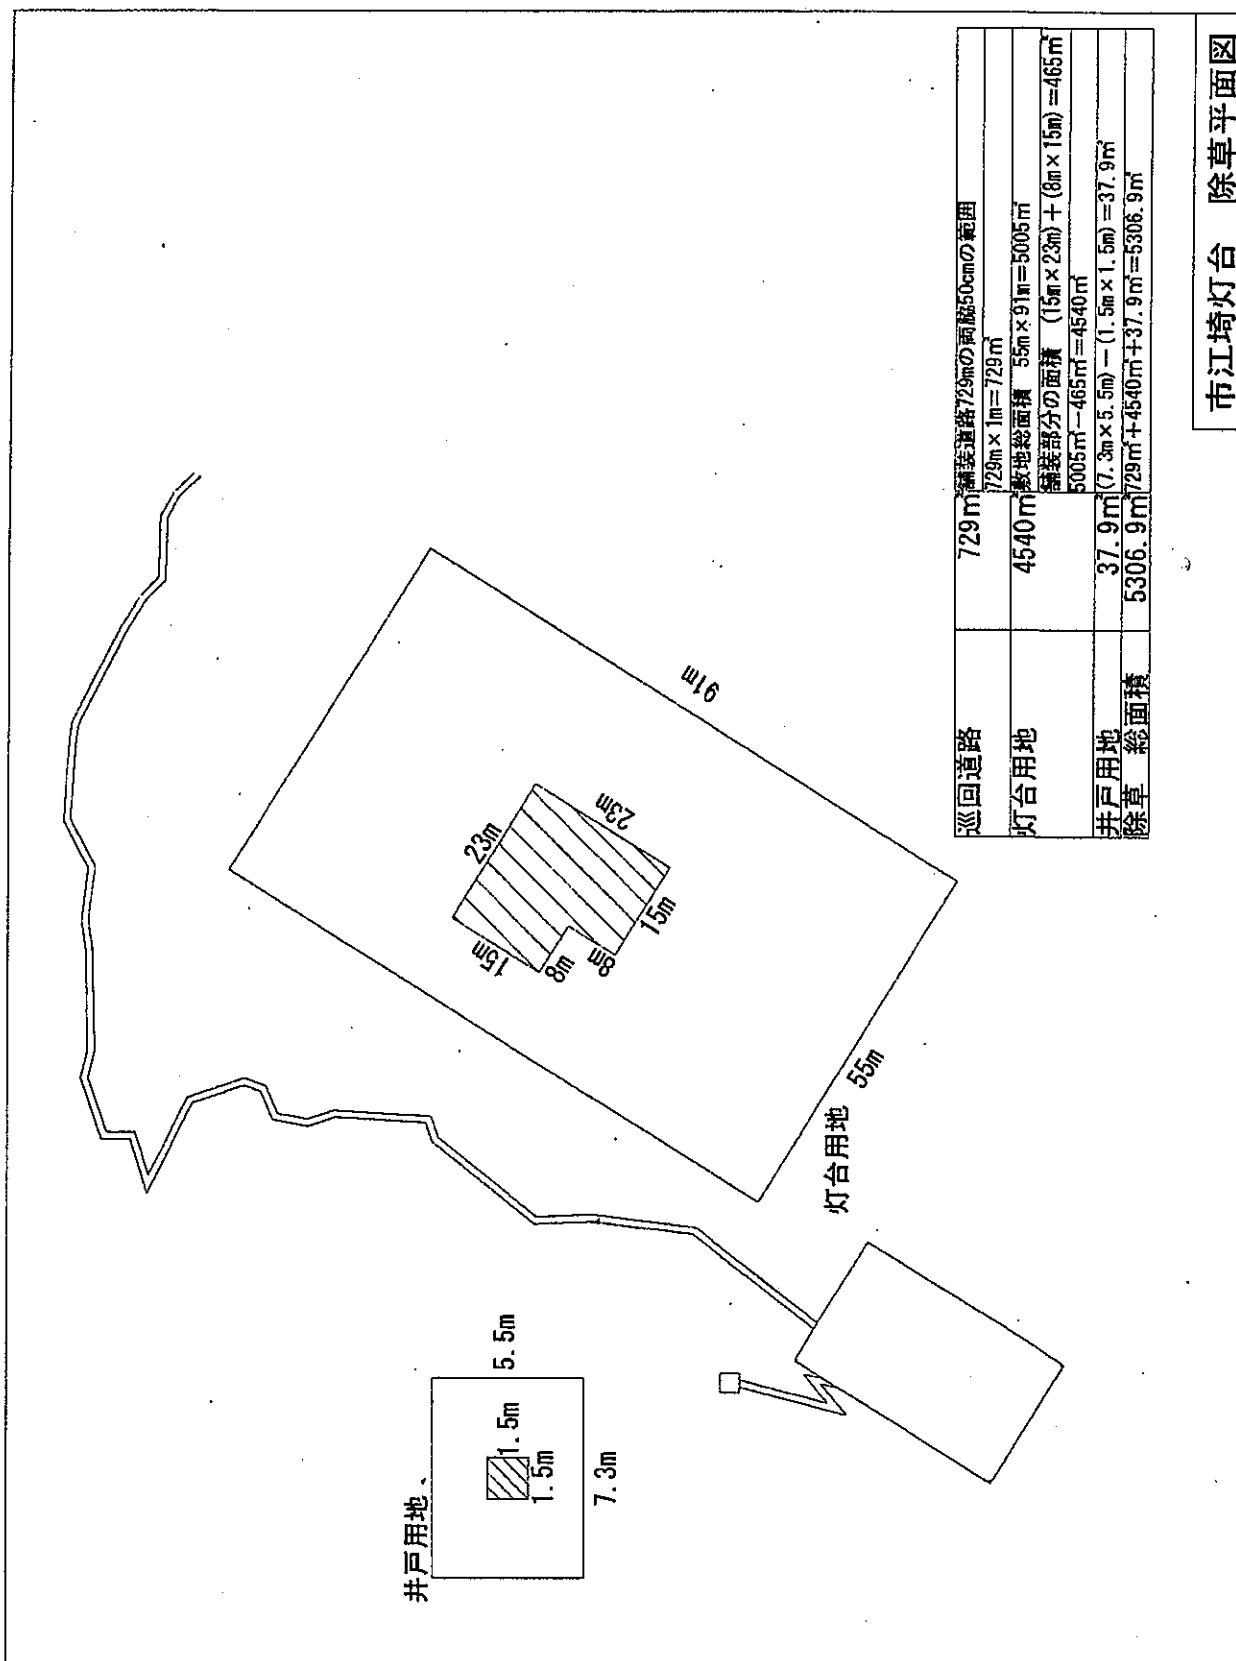 井戸用地
5.5m
1.5m
1.5m
7.3m
23m
23m
15m
8m
8m
15m
91m
55m
灯台用地
巡回道路 729㎡ 舗装道路729mの両脇50cmの範囲
729m×1m=729㎡
灯台用地 4540㎡ 敷地総面積 55m×91m=5005㎡
舗装部分の面積 (15m×23m)+(8m×15m)=465㎡
5005㎡-465㎡=4540㎡
井戸用地 37.9㎡ (7.3m×5.5m)-(1.5m×1.5m)=37.9㎡
除草 総面積 5306.9㎡ 729㎡+4540㎡+37.9㎡=5306.9㎡
市江埼灯台 除草平面図